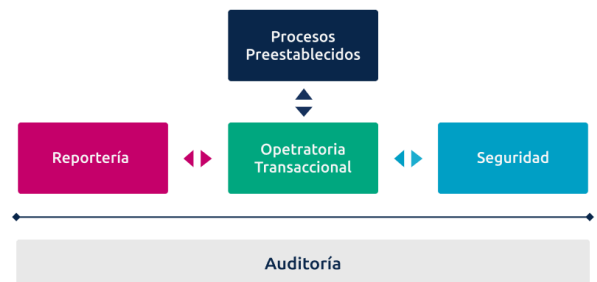 Procesos
Preestablecidos
Reportería
Opetratoria
Transaccional
Seguridad
Auditoría